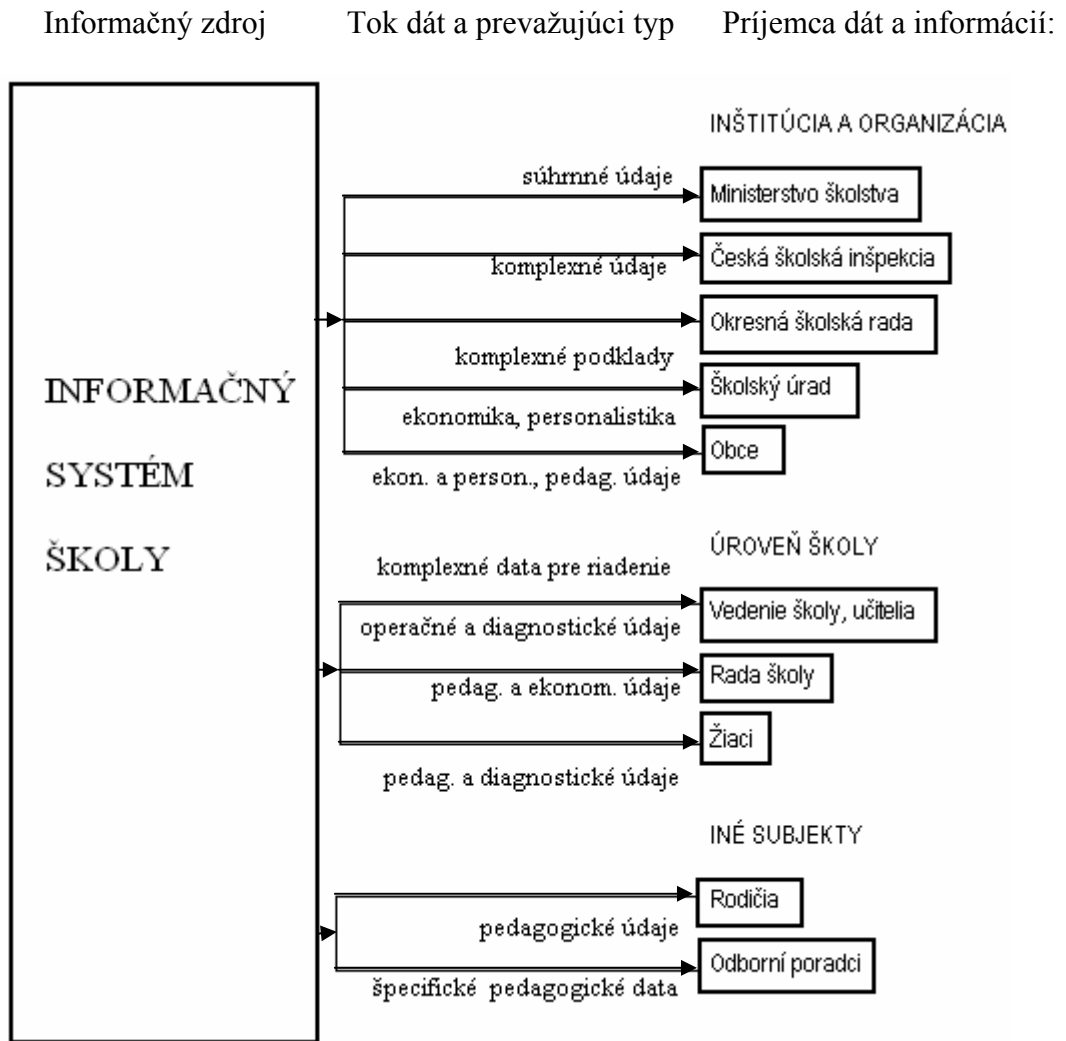 Informačný zdroj Tok dát a prevažujúci typ Príjemca dát a informácií:
INŠTITÚCIA A ORGANIZÁCIA
súhrnné údaje
Ministerstvo školstva
Česká školská inšpekcia
komplexné údaje
Okresná školská rada
komplexné podklady
Školský úrad
ekonomika, personalistika
Obce
ekon. a person., pedag. údaje
INFORMAČNÝ
SYSTÉM
ŠKOLY
ÚROVEŇ ŠKOLY
komplexné data pre riadenie
Vedenie školy, učitelia
operačné a diagnostické údaje
Rada školy
pedag. a ekonom. údaje
Žiaci
pedag. a diagnostické údaje
INÉ SUBJEKTY
Rodičia
pedagogické údaje
Odborní poradci
špecifické pedagogické data